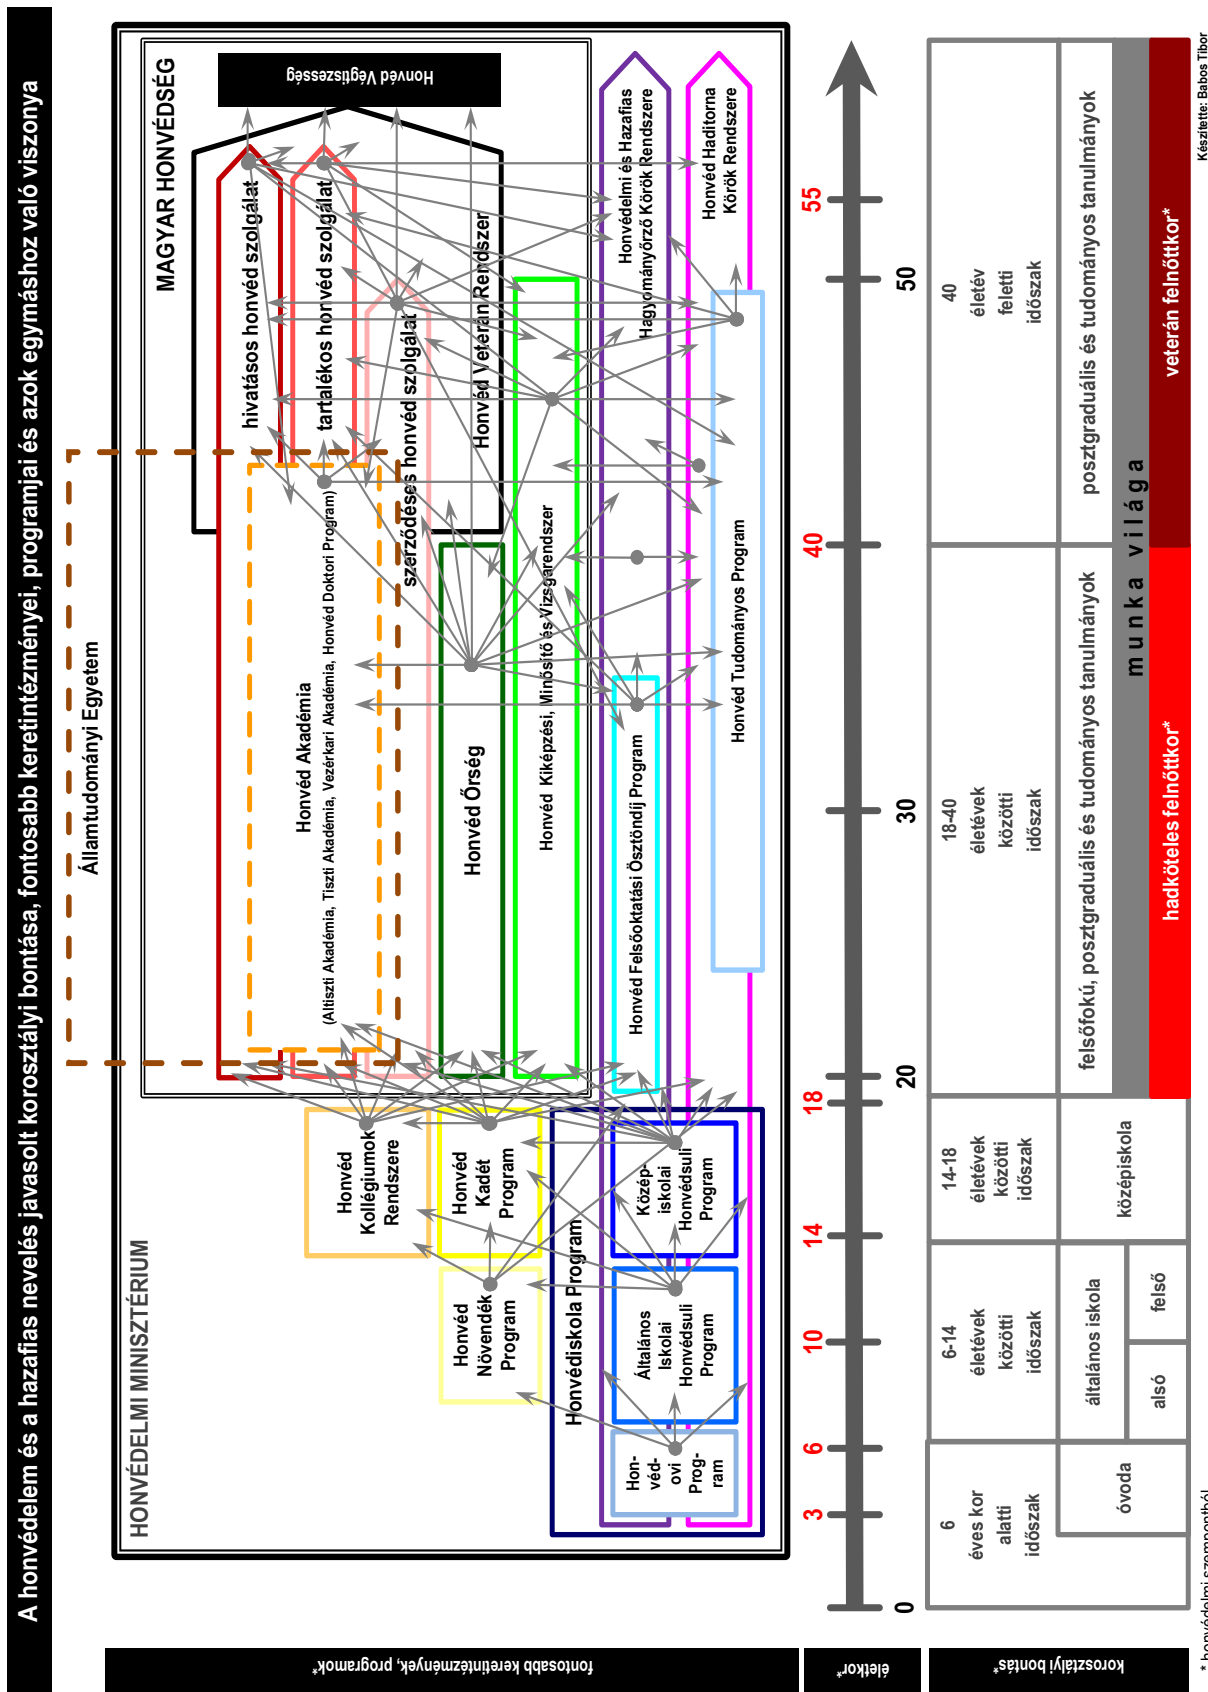 A honvédelem és a hazafias nevelés javasolt korosztályi bontása, fontosabb keretintézményei, programjai és azok egymáshoz való viszonya
Államtudományi Egyetem
HONVÉDELMI MINISZTÉRIUM
MAGYAR HONVÉDSÉG
Honvéd Végtiszesség
hivatásos honvéd szolgálat
tartalékos honvéd szolgálat
szerződéses honvéd szolgálat
Honvéd Veterán Rendszer
Honvéd Akadémia
(Altiszti Akadémia, Tiszti Akadémia, Vezérkari Akadémia, Honvéd Doktori Program)
Honvéd Őrség
Honvéd Kiképzési, Minősítő és Vizsgarendszer
Honvédelmi és Hazafias
Hagyományőrző Körök Rendszere
Honvéd Haditorna
Körök Rendszere
Honvéd Felsőoktatási Ösztöndíj Program
Honvéd Tudományos Program
Honvéd
Kollégiumok
Rendszere
Honvéd
Kadét
Program
Honvéd
Növendék
Program
Honvédiskola Program
Közép-
iskolai
Honvédsuli
Program
Általános
Iskolai
Honvédsuli
Program
Hon-
véd-
ovi
Prog-
ram
fontosabb keretintézmények, programok*
életkor*
0
3
6
10
14
18
20
30
40
50
55
korosztályi bontás*
6
éves kor
alatti
időszak
6-14
életévek
közötti
időszak
14-18
életévek
közötti
időszak
18-40
életévek
közötti
időszak
40
életév
feletti
időszak
óvoda
általános iskola
alsó
felső
középiskola
felsőfokú, posztgraduális és tudományos tanulmányok
posztgraduális és tudományos tanulmányok
munka világa
hadköteles felnőttkor*
veterán felnőttkor*
* honvédelmi szempontból
Készítette: Babos Tibor